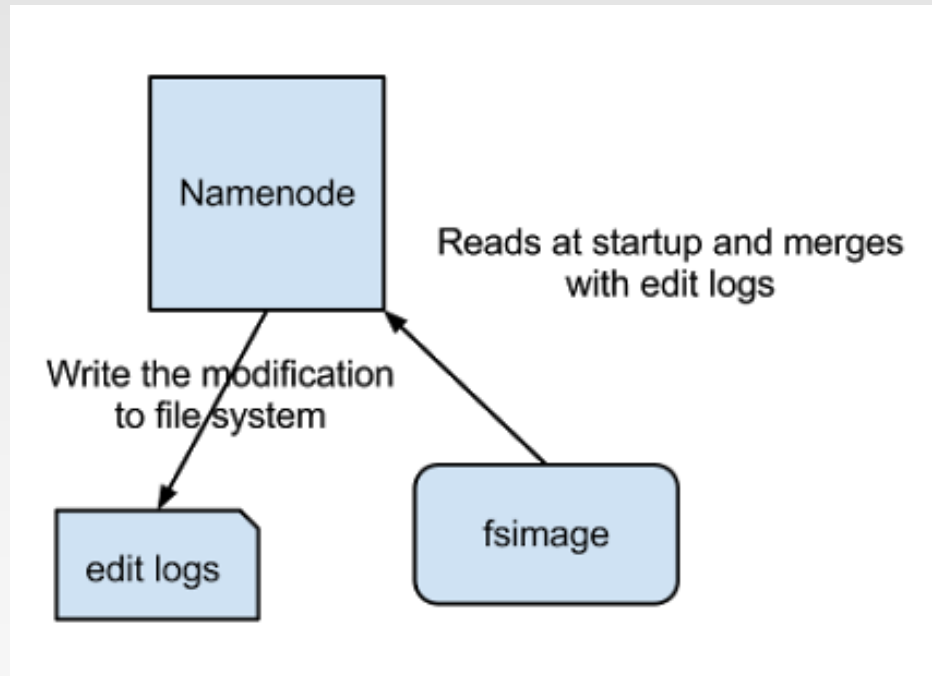 Namenode
Reads at startup and merges
with edit logs
Write the modification
to file system
edit logs
fsimage